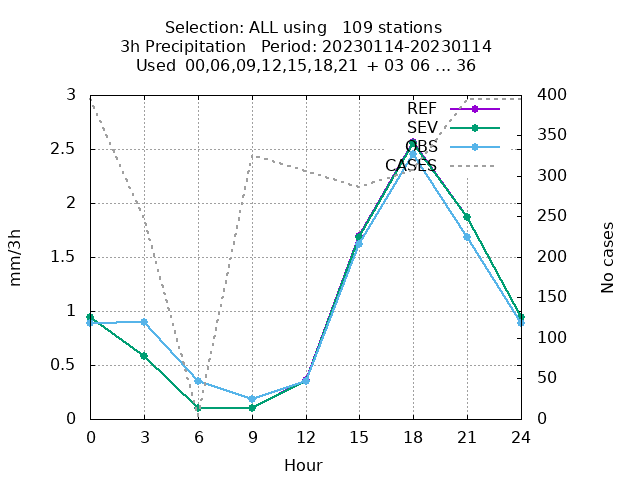 Selection: ALL using   109 stations
3h Precipitation   Period: 20230114-20230114
Used  00,06,09,12,15,18,21  + 03 06 ... 36
3
2.5
2
1.5
1
0.5
0
400
350
300
250
200
150
100
50
0
REF
SEV
OBS
CASES
mm/3h
No cases
0 3 6 9 12 15 18 21 24
Hour